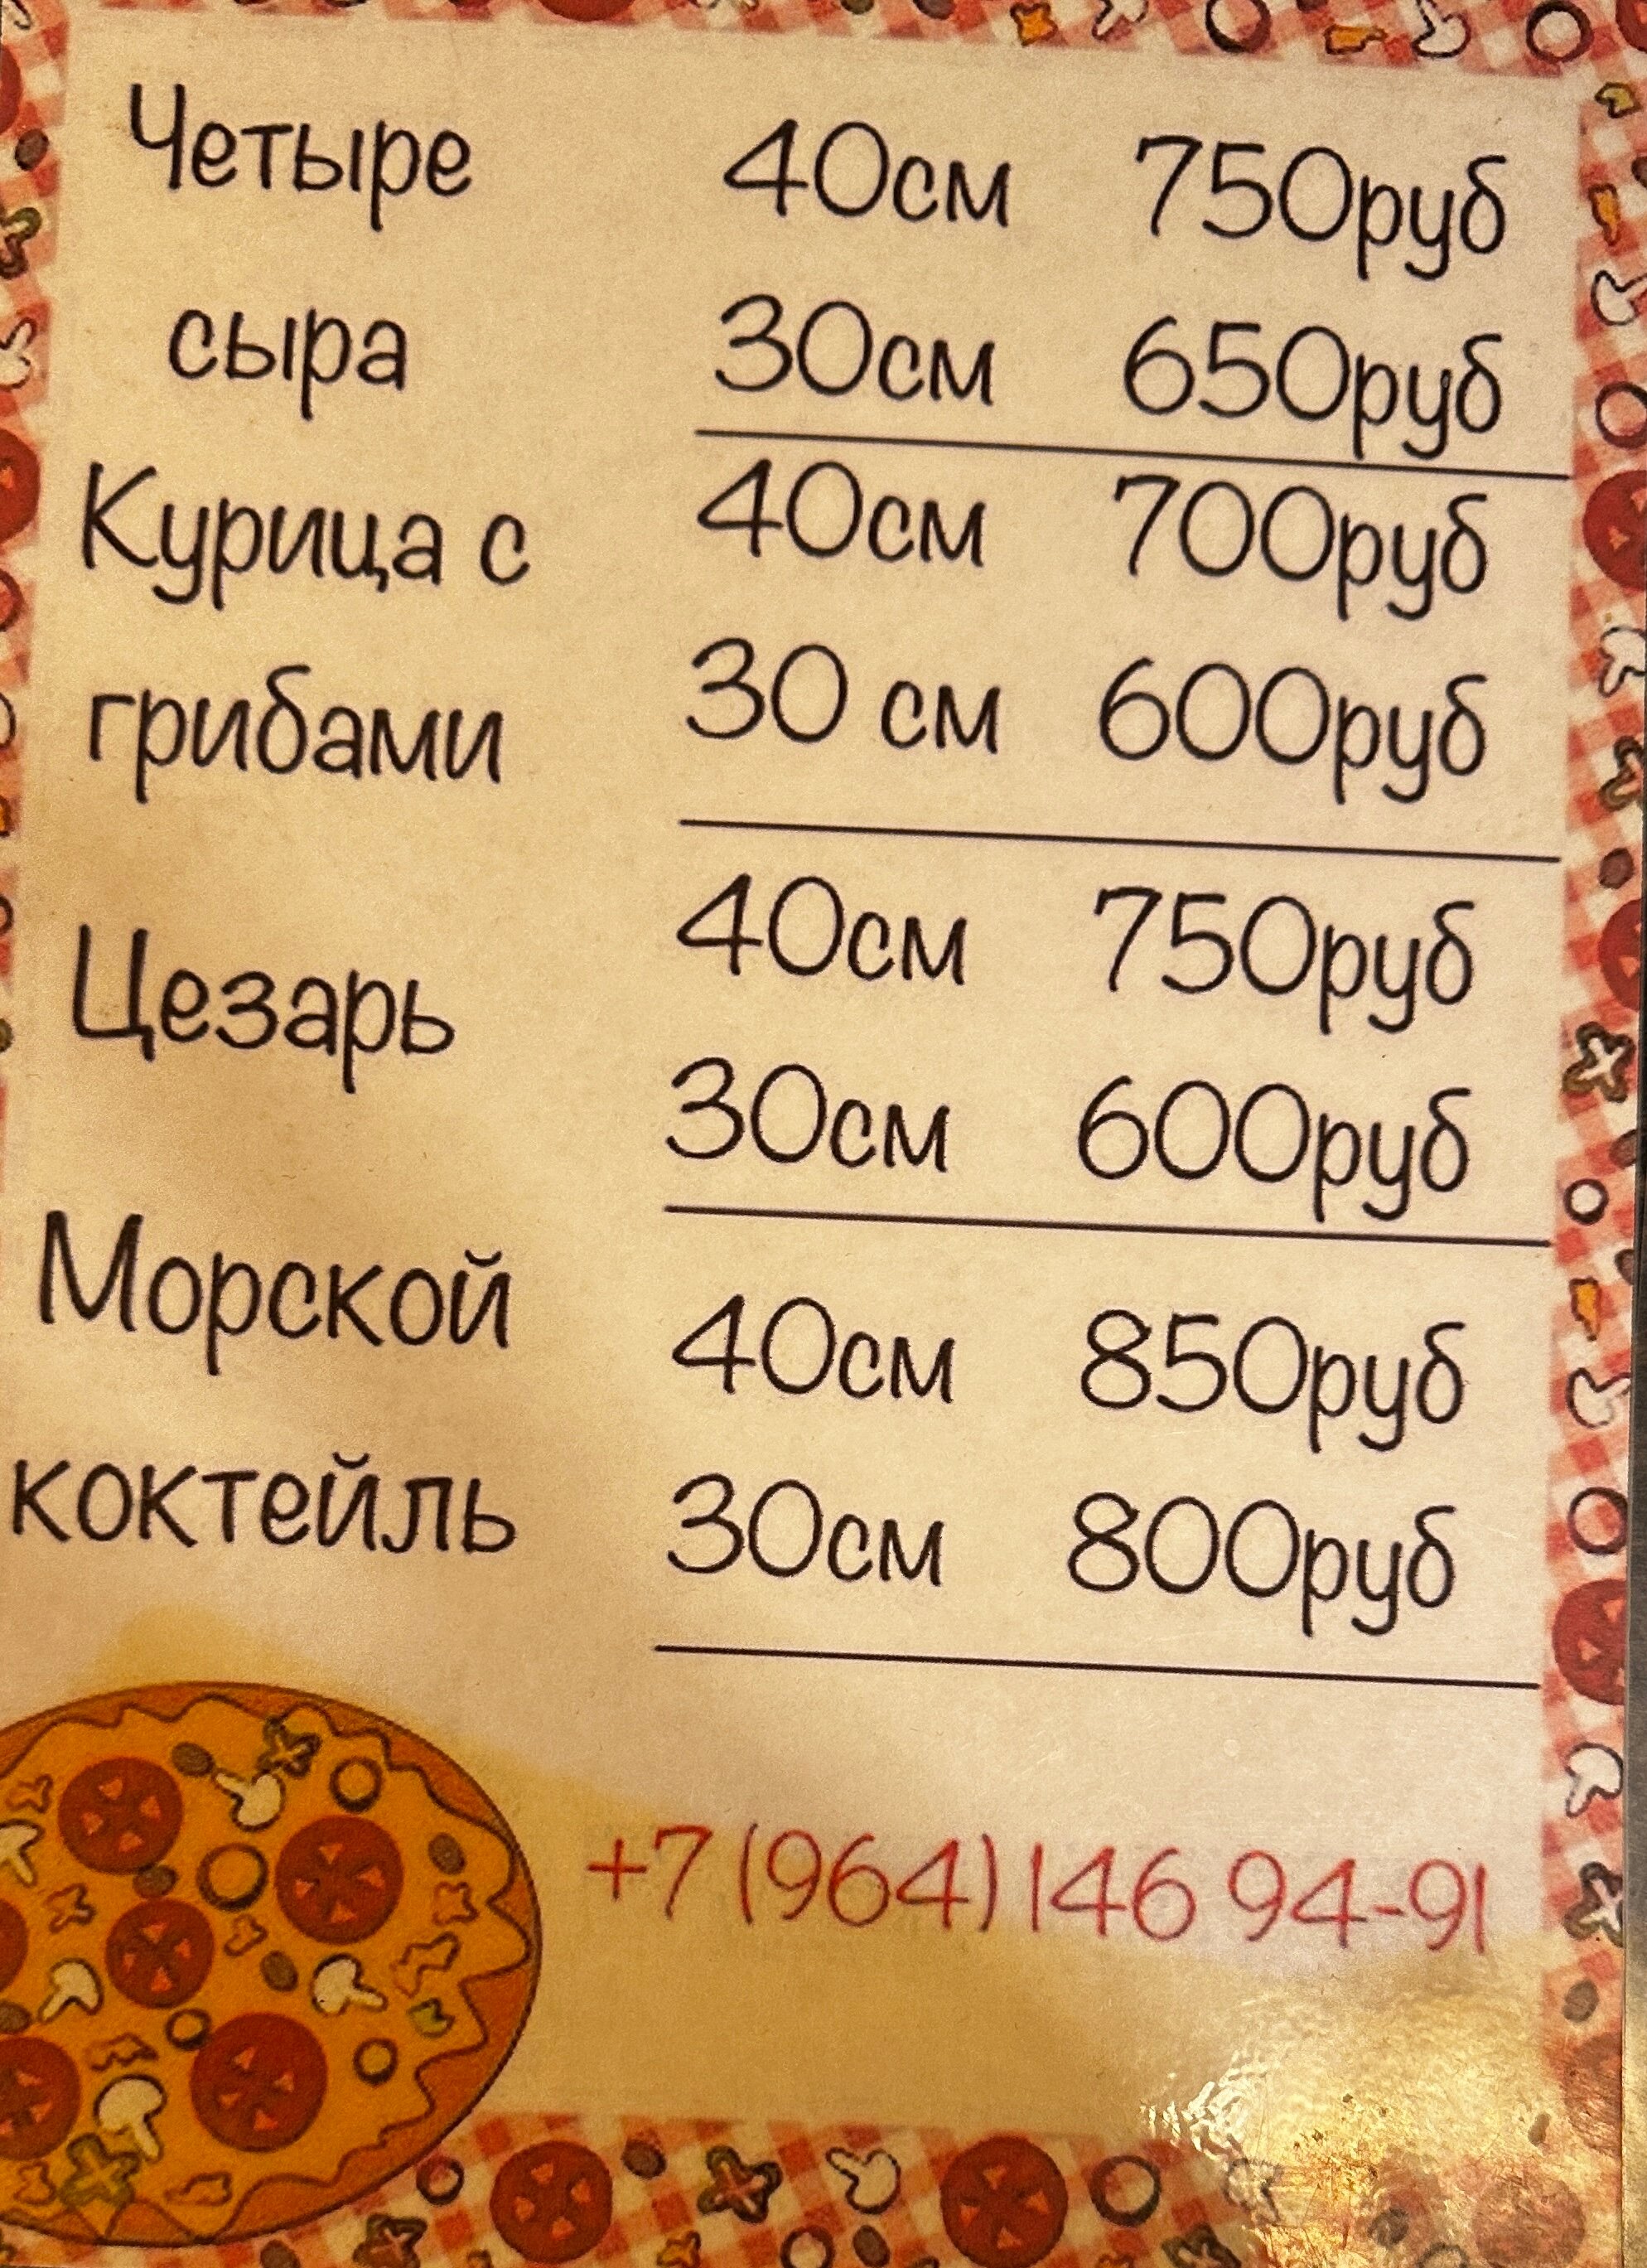 Четыре 40см 750руб
сыра 30см 650руб
Курица с 40см 700руб
грибами 30 см 600руб
Цезарь 40см 750руб
30см 600руб
Морской 40см 850руб
коктейль 30см 800руб
+7 (964) 146 94-91